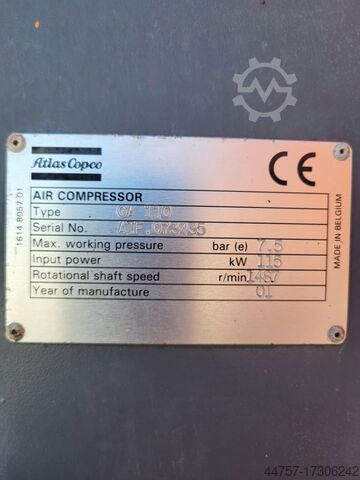 Atlas Copco
CE
1614 8057 01
AIR COMPRESSOR
Type GA 110
Serial No. AIF.073435
Max. working pressure bar (e) 7.5
Input power kW 115
Rotational shaft speed r/min 1487
Year of manufacture 01
MADE IN BELGIUM
44757-17306242